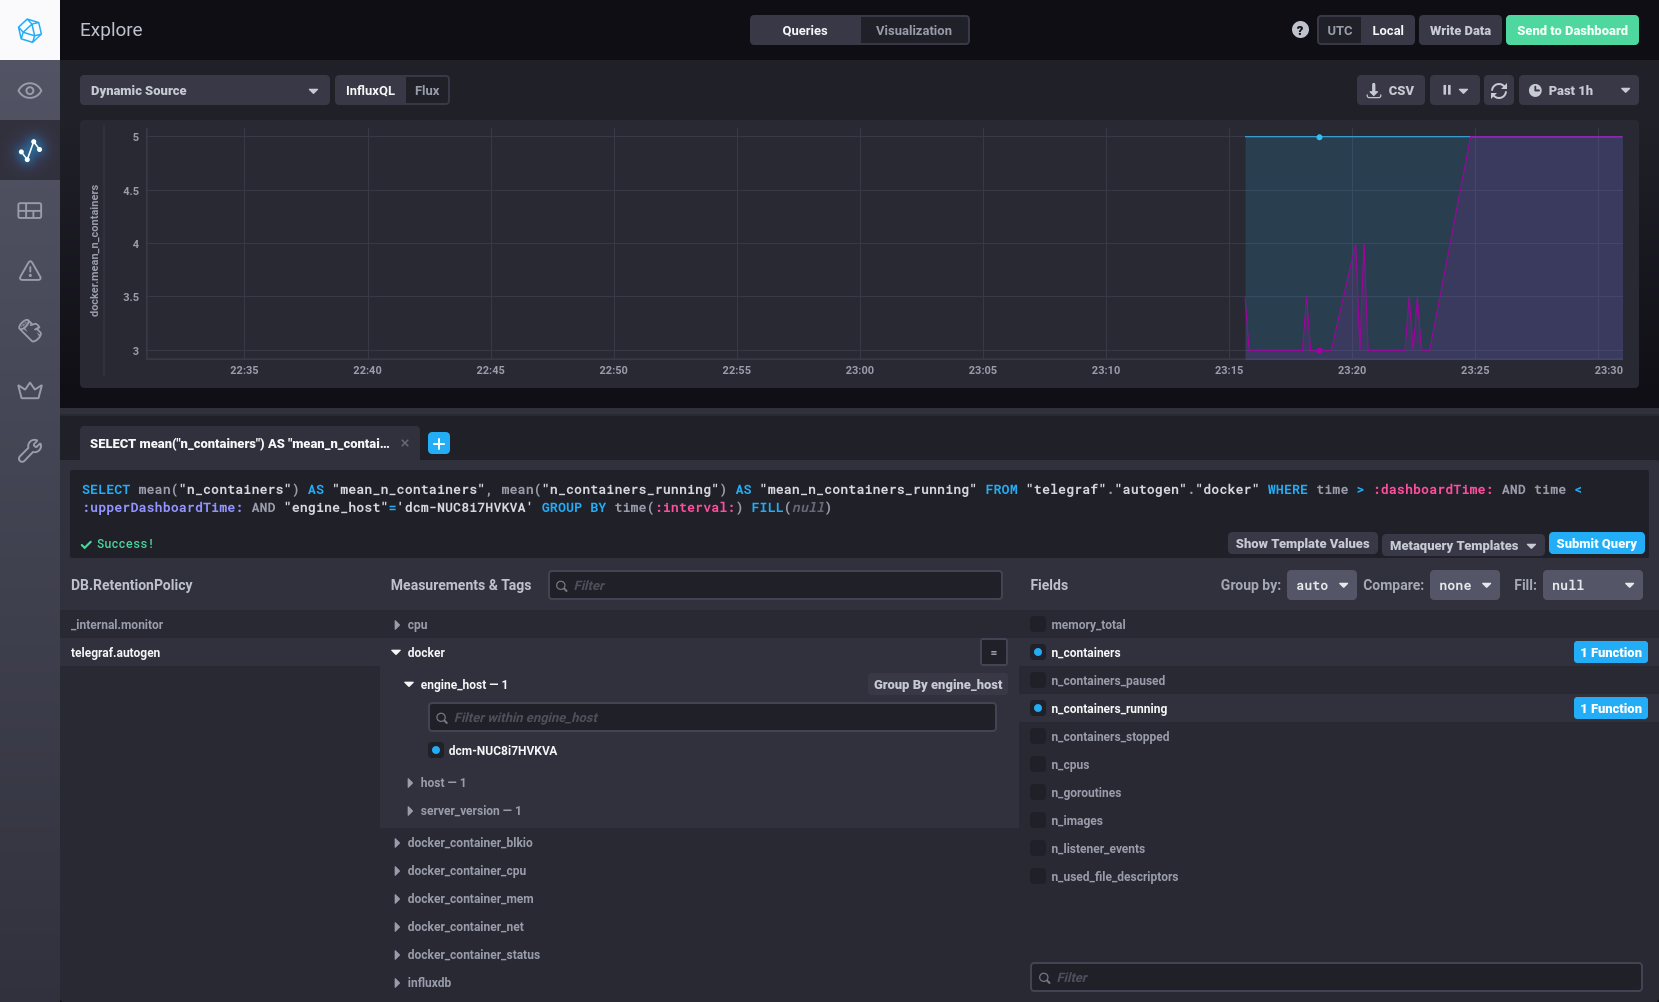 Explore
Queries
Visualization
?
UTC
Local
Write Data
Send to Dashboard
Dynamic Source
InfluxQL
Flux
CSV
Past 1h
docker.mean_n_containers
5
4.5
4
3.5
3
22:35
22:40
22:45
22:50
22:55
23:00
23:05
23:10
23:15
23:20
23:25
23:30
SELECT mean("n_containers") AS "mean_n_contai...
SELECT mean("n_containers") AS "mean_n_containers", mean("n_containers_running") AS "mean_n_containers_running" FROM "telegraf"."autogen"."docker" WHERE time > :dashboardTime: AND time <
:upperDashboardTime: AND "engine_host"='dcm-NUC8i7HVKVA' GROUP BY time(:interval:) FILL(null)
Success!
Show Template Values
Metaquery Templates
Submit Query
DB.RetentionPolicy
_internal.monitor
telegraf.autogen
Measurements & Tags
Filter
cpu
docker
=
engine_host — 1
Group By engine_host
Filter within engine_host
dcm-NUC8i7HVKVA
host — 1
server_version — 1
docker_container_blkio
docker_container_cpu
docker_container_mem
docker_container_net
docker_container_status
influxdb
Fields
Group by:
auto
Compare:
none
Fill:
null
memory_total
n_containers
1 Function
n_containers_paused
n_containers_running
1 Function
n_containers_stopped
n_cpus
n_goroutines
n_images
n_listener_events
n_used_file_descriptors
Filter